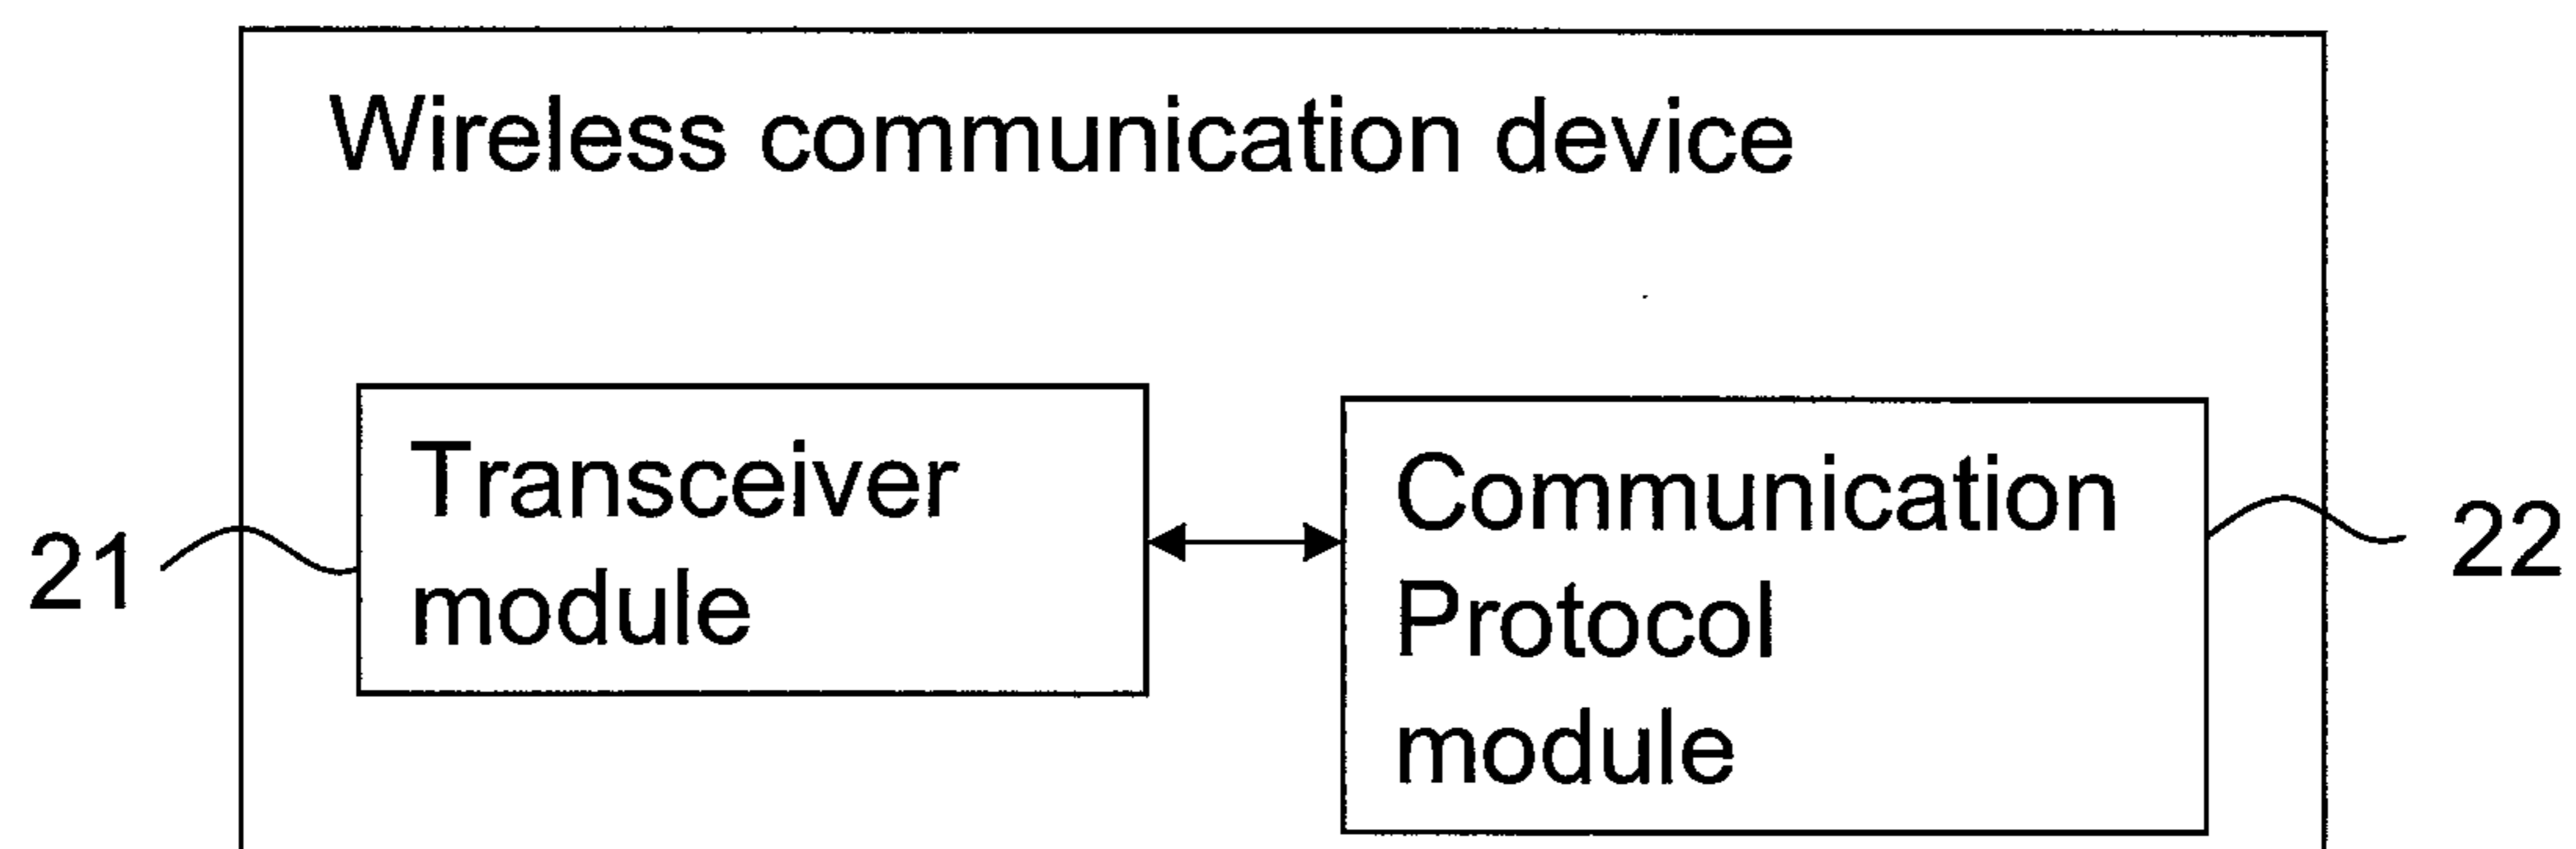 Wireless communication device
Transceiver
module
Communication
Protocol
module
21
22